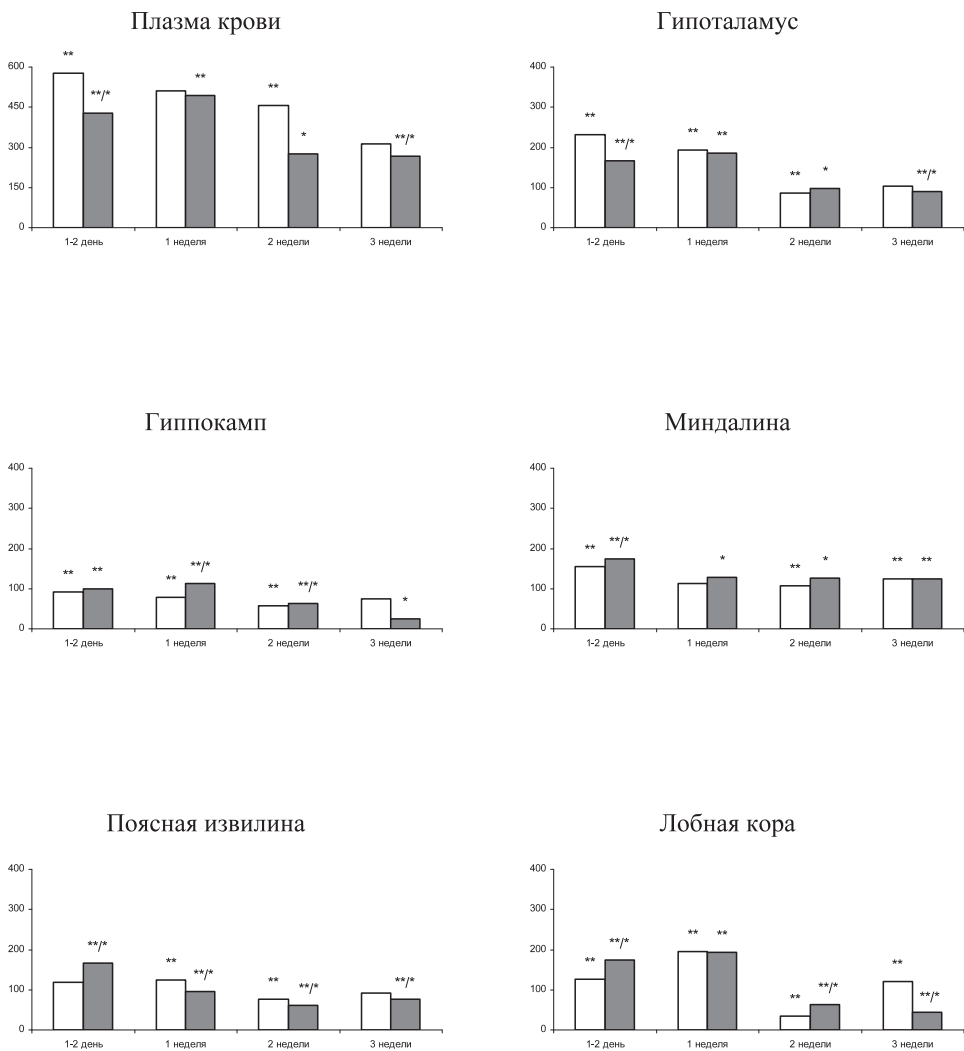 Плазма крови
600
450
300
150
0
**
**/*
**
**
*
**/*
1-2 день
1 неделя
2 недели
3 недели
Гипоталамус
400
300
200
100
0
**
**/*
**
**
**
*
**/*
1-2 день
1 неделя
2 недели
3 недели
Гиппокамп
400
300
200
100
0
**
**
**
**/*
**
**/*
*
1-2 день
1 неделя
2 недели
3 недели
Миндалина
400
300
200
100
0
**
**/*
*
**
*
**
**
1-2 день
1 неделя
2 недели
3 недели
Поясная извилина
400
300
200
100
0
**/*
**
**/*
**
**/*
**/*
1-2 день
1 неделя
2 недели
3 недели
Лобная кора
400
300
200
100
0
**
**/*
**
**
**
**/*
**
**/*
1-2 день
1 неделя
2 недели
3 недели